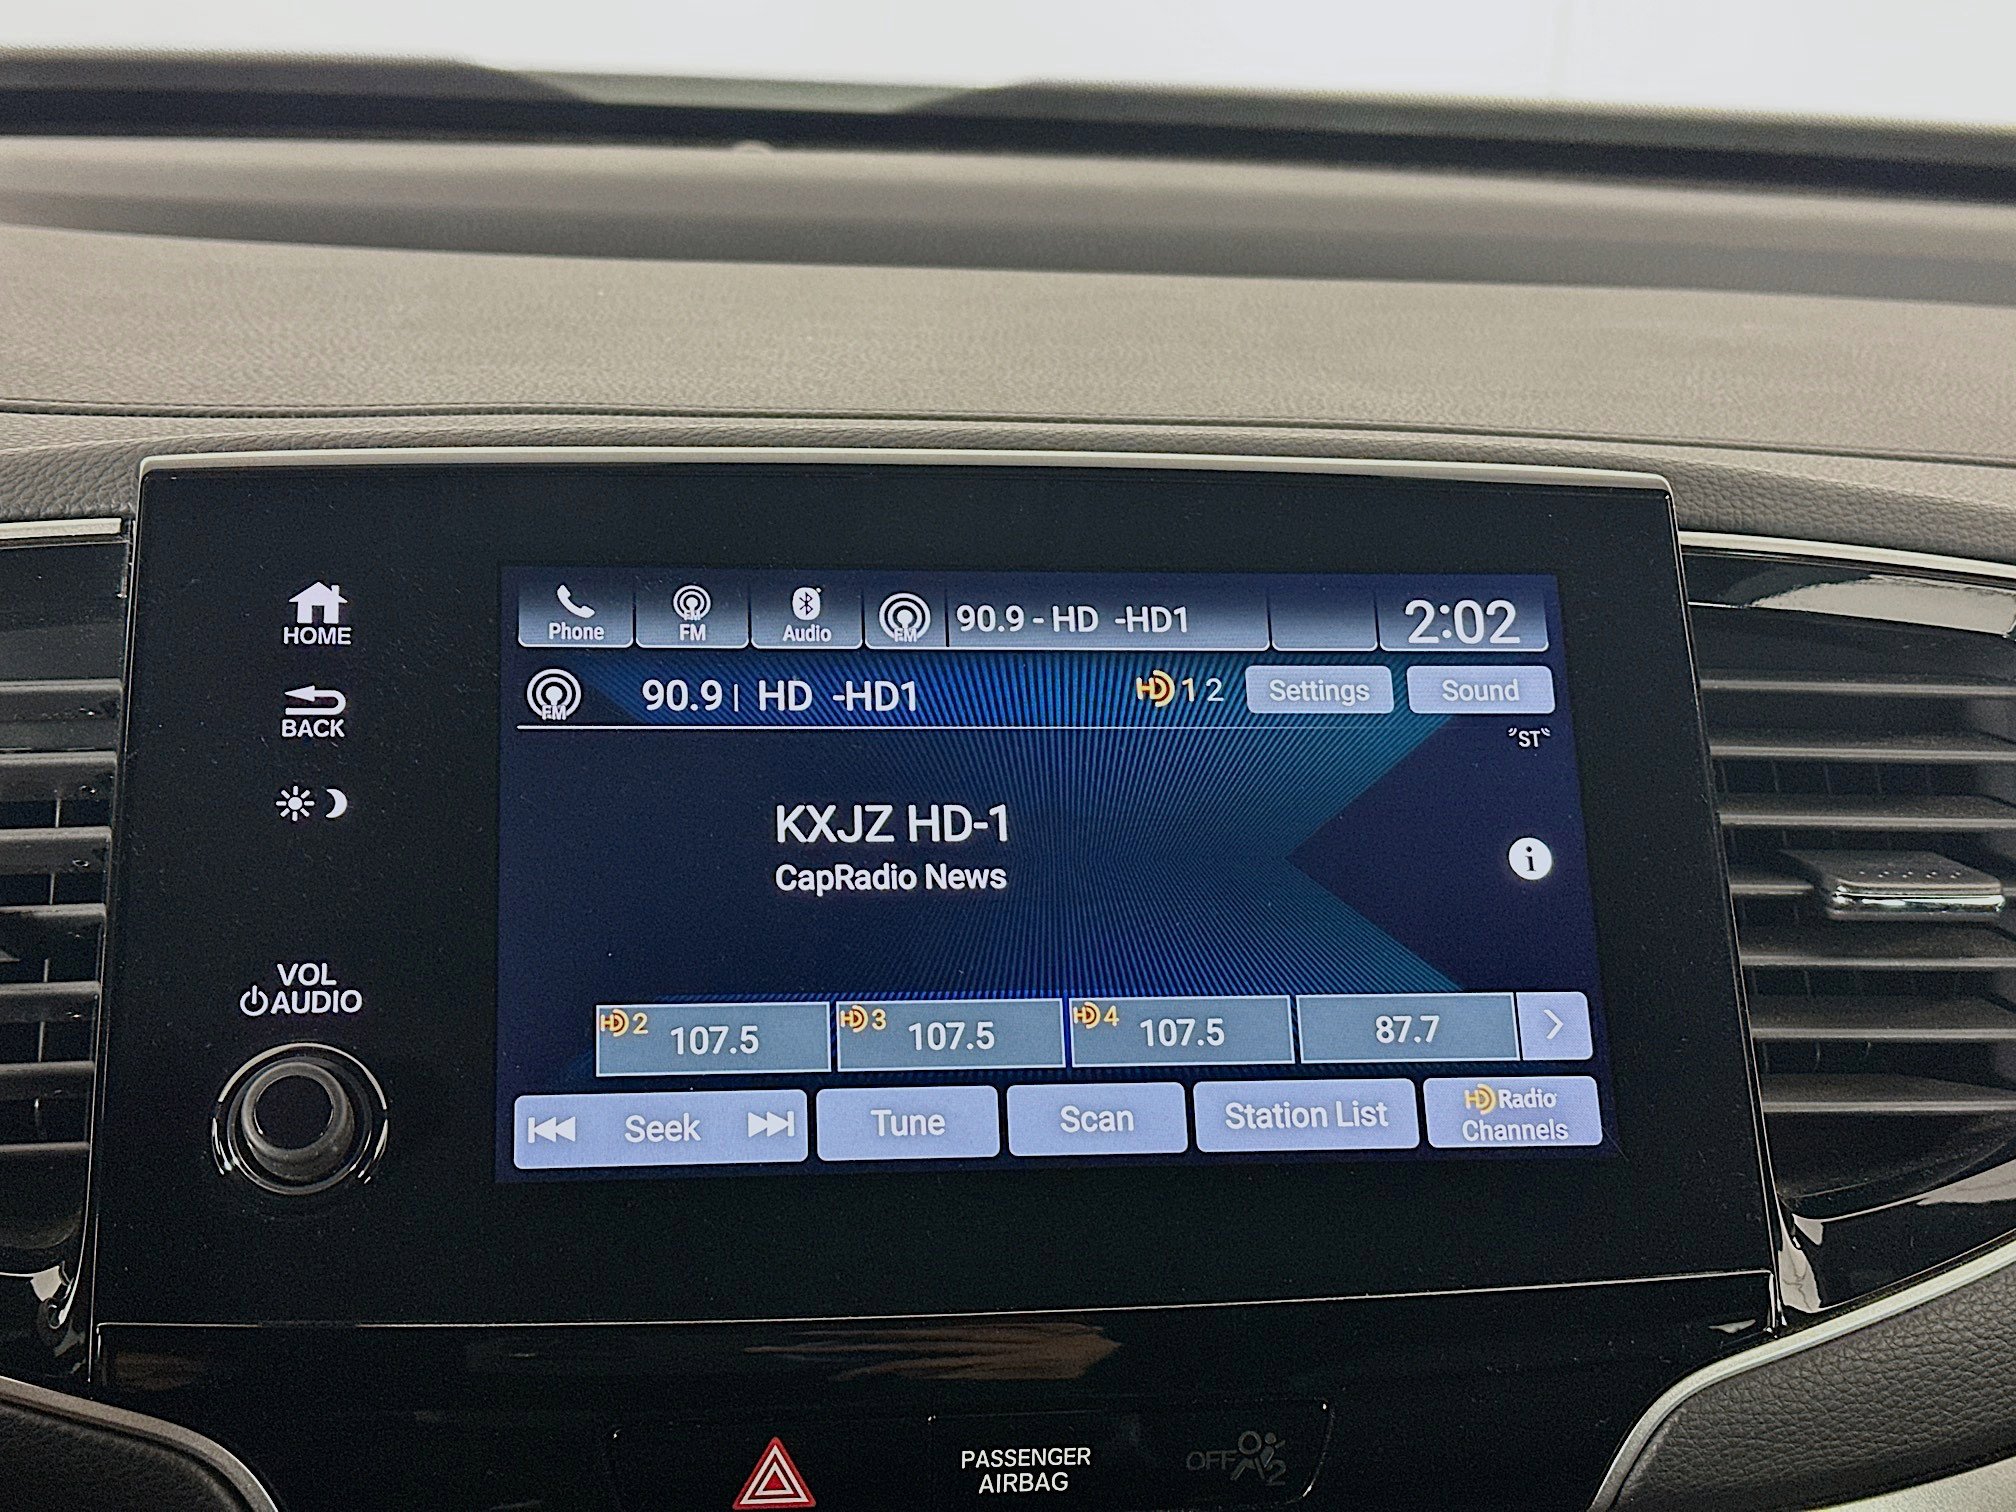 HOME
BACK
VOL
AUDIO
Phone
FM
Audio
FM
90.9 - HD -HD1
2:02
FM
90.9 | HD -HD1
HD 1 2
Settings
Sound
ST
KXJZ HD-1
CapRadio News
i
HD 2 107.5
HD 3 107.5
HD 4 107.5
87.7
Seek
Tune
Scan
Station List
HD Radio
Channels
PASSENGER
AIRBAG
OFF
2